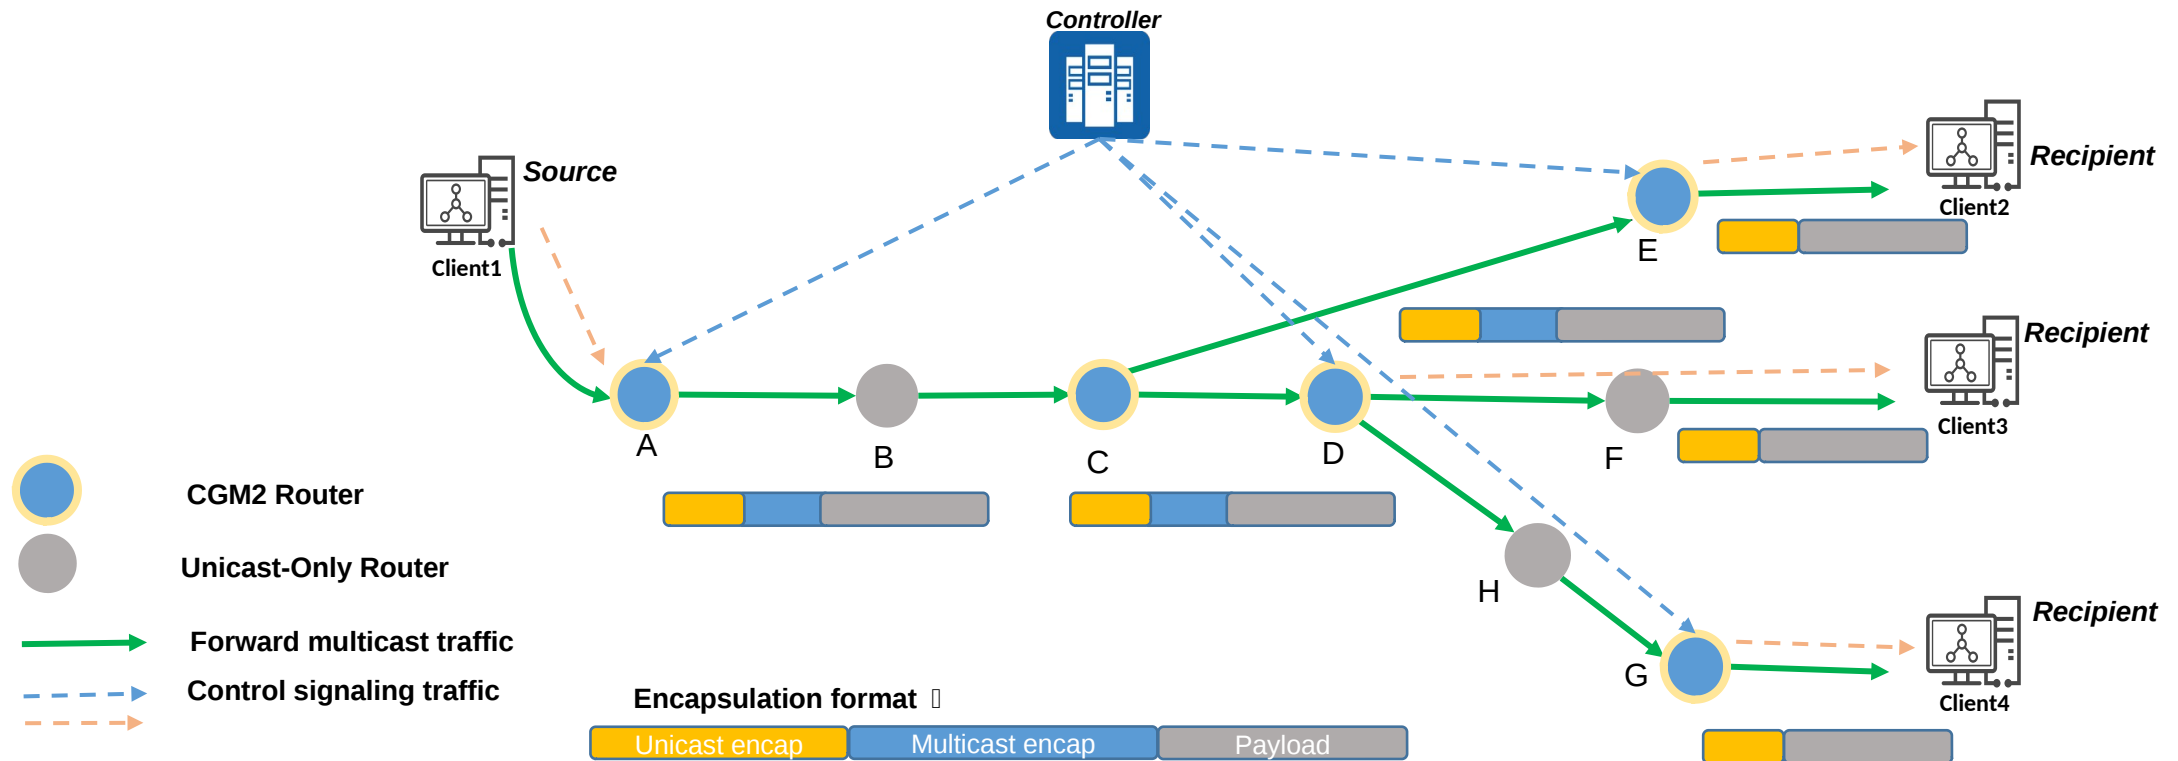 Controller
Source
Recipient
Client2
Client1
E
Recipient
Client3
A
B
C
D
F
CGM2 Router
Unicast-Only Router
H
Recipient
Forward multicast traffic
G
Control signaling traffic
Client4
Encapsulation format
Unicast encap
Multicast encap
Payload